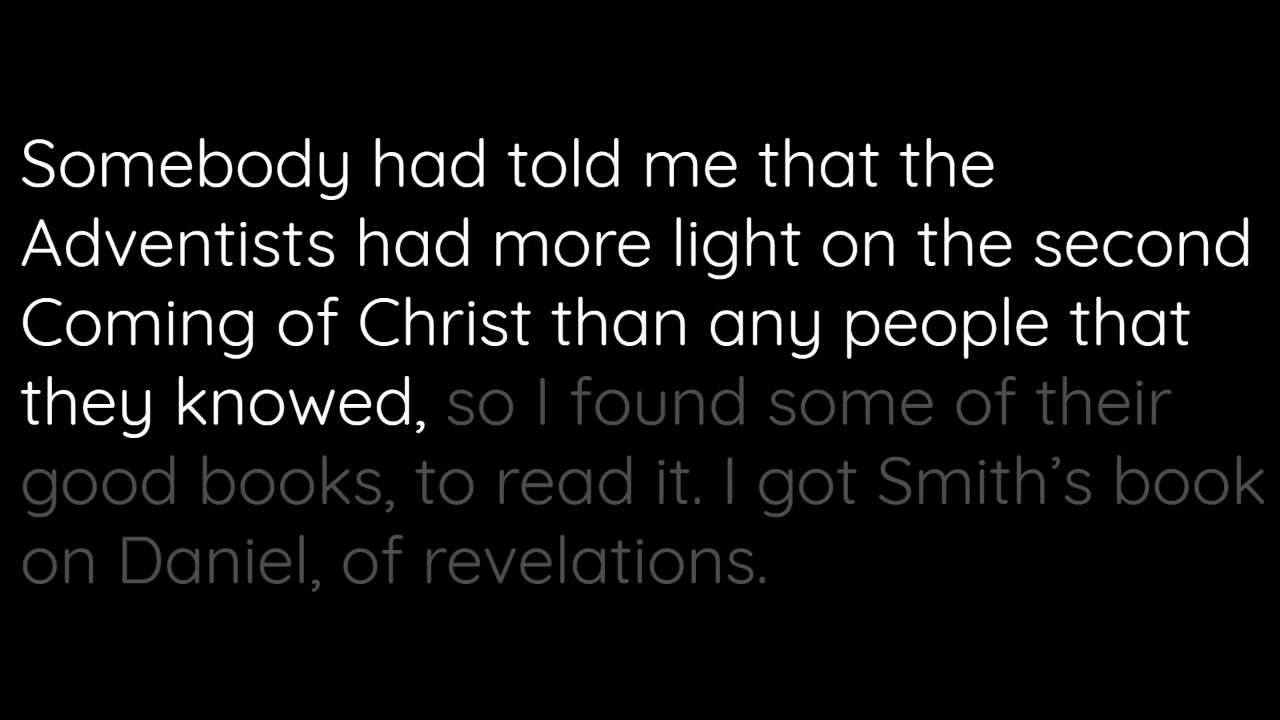 Somebody had told me that the
Adventists had more light on the second
Coming of Christ than any people that
they knowed, so I found some of their
good books, to read it. I got Smith’s book
on Daniel, of revelations.